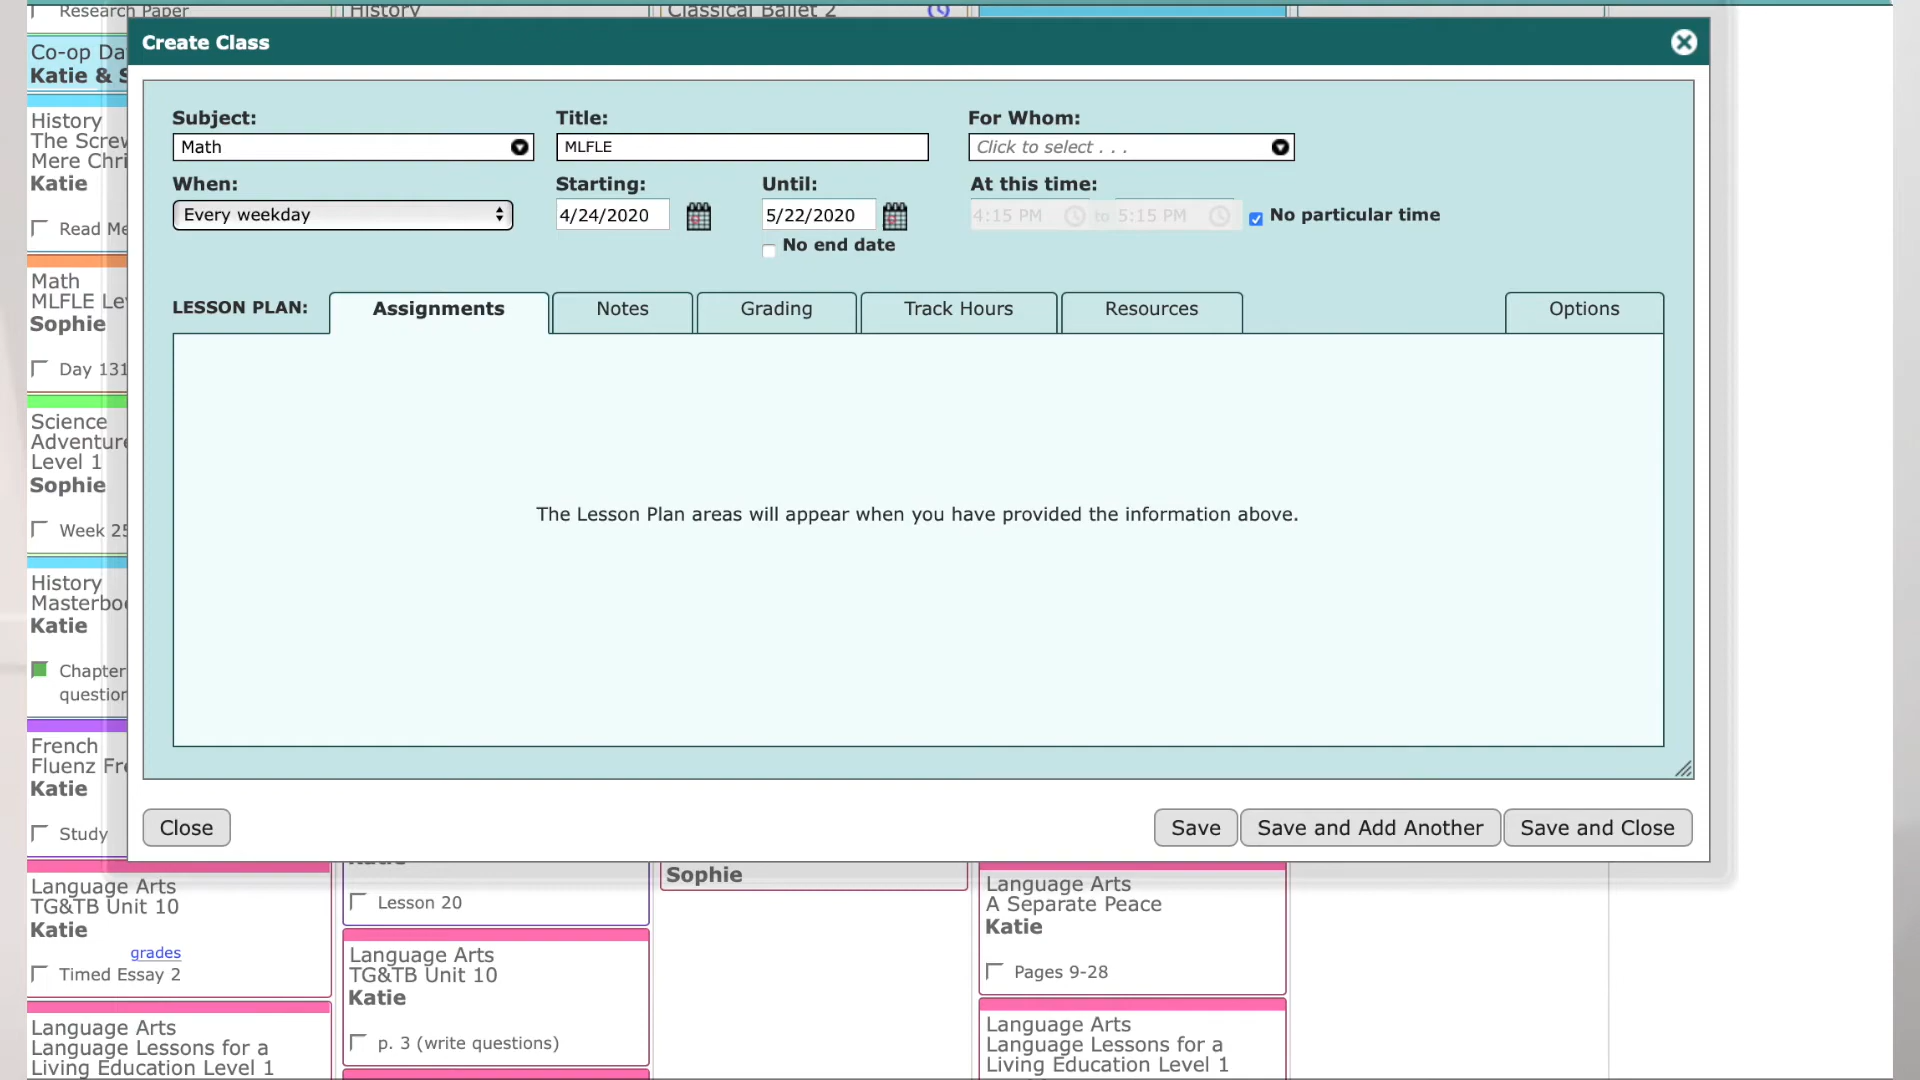 Research Paper
History
Classical Ballet 2
Create Class
Co-op Da
Katie & S
History
The Screw
Mere Chri
Katie
Read Me
Math
MLFLE Le
Sophie
Day 131
Science
Adventure
Level 1
Sophie
Week 25
History
Masterboo
Katie
Chapter
question
French
Fluenz Fre
Katie
Study
Subject:
Title:
For Whom:
Math
MLFLE
Click to select . . .
When:
Starting:
Until:
At this time:
Every weekday
4/24/2020
5/22/2020
4:15 PM to 5:15 PM
No particular time
No end date
LESSON PLAN:
Assignments
Notes
Grading
Track Hours
Resources
Options
The Lesson Plan areas will appear when you have provided the information above.
Close
Save
Save and Add Another
Save and Close
Language Arts
TG&TB Unit 10
Katie
grades
Timed Essay 2
Language Arts
Language Lessons for a
Living Education Level 1
Katie
Lesson 20
Language Arts
TG&TB Unit 10
Katie
p. 3 (write questions)
Sophie
Language Arts
A Separate Peace
Katie
Pages 9-28
Language Arts
Language Lessons for a
Living Education Level 1